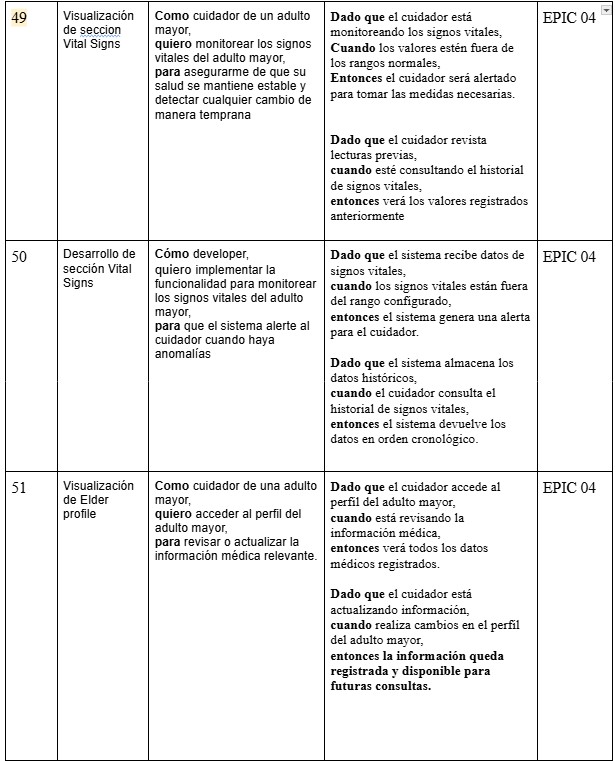 49
Visualización
de seccion
Vital Signs
Como cuidador de un adulto
mayor,
quiero monitorear los signos
vitales del adulto mayor,
para asegurarme de que su
salud se mantiene estable y
detectar cualquier cambio de
manera temprana
Dado que el cuidador está
monitoreando los signos vitales,
Cuando los valores estén fuera de
los rangos normales,
Entonces el cuidador será alertado
para tomar las medidas necesarias.
Dado que el cuidador revista
lecturas previas,
cuando esté consultando el historial
de signos vitales,
entonces verá los valores registrados
anteriormente
EPIC 04
50
Desarrollo de
sección Vital
Signs
Cómo developer,
quiero implementar la
funcionalidad para monitorear
los signos vitales del adulto
mayor,
para que el sistema alerte al
cuidador cuando haya
anomalías
Dado que el sistema recibe datos de
signos vitales,
cuando los signos vitales están fuera
del rango configurado,
entonces el sistema genera una alerta
para el cuidador.
Dado que el sistema almacena los
datos históricos,
cuando el cuidador consulta el
historial de signos vitales,
entonces el sistema devuelve los
datos en orden cronológico.
EPIC 04
51
Visualización
de Elder
profile
Como cuidador de una adulto
mayor,
quiero acceder al perfil del
adulto mayor,
para revisar o actualizar la
información médica relevante.
Dado que el cuidador accede al
perfil del adulto mayor,
cuando está revisando la
información médica,
entonces verá todos los datos
médicos registrados.
Dado que el cuidador está
actualizando información,
cuando realiza cambios en el perfil
del adulto mayor,
entonces la información queda
registrada y disponible para
futuras consultas.
EPIC 04